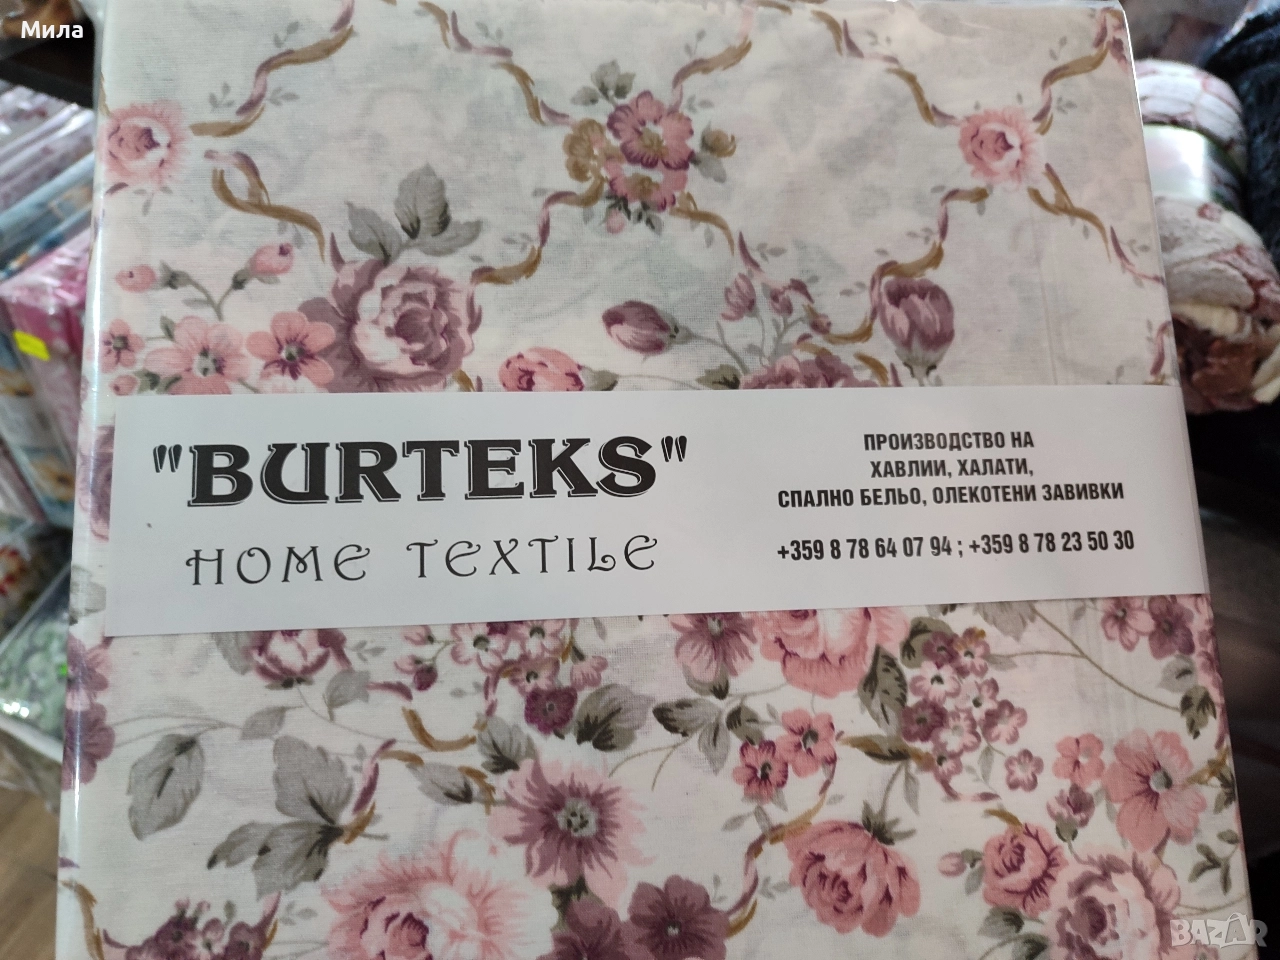 Мила
"BURTEKS"
HOME TEXTILE
ПРОИЗВОДСТВО НА
ХАВЛИИ, ХАЛАТИ,
СПАЛНО БЕЛЬО, ОЛЕКОТЕНИ ЗАВИВКИ
+359 8 78 64 07 94 ; +359 8 78 23 50 30
BAZAR